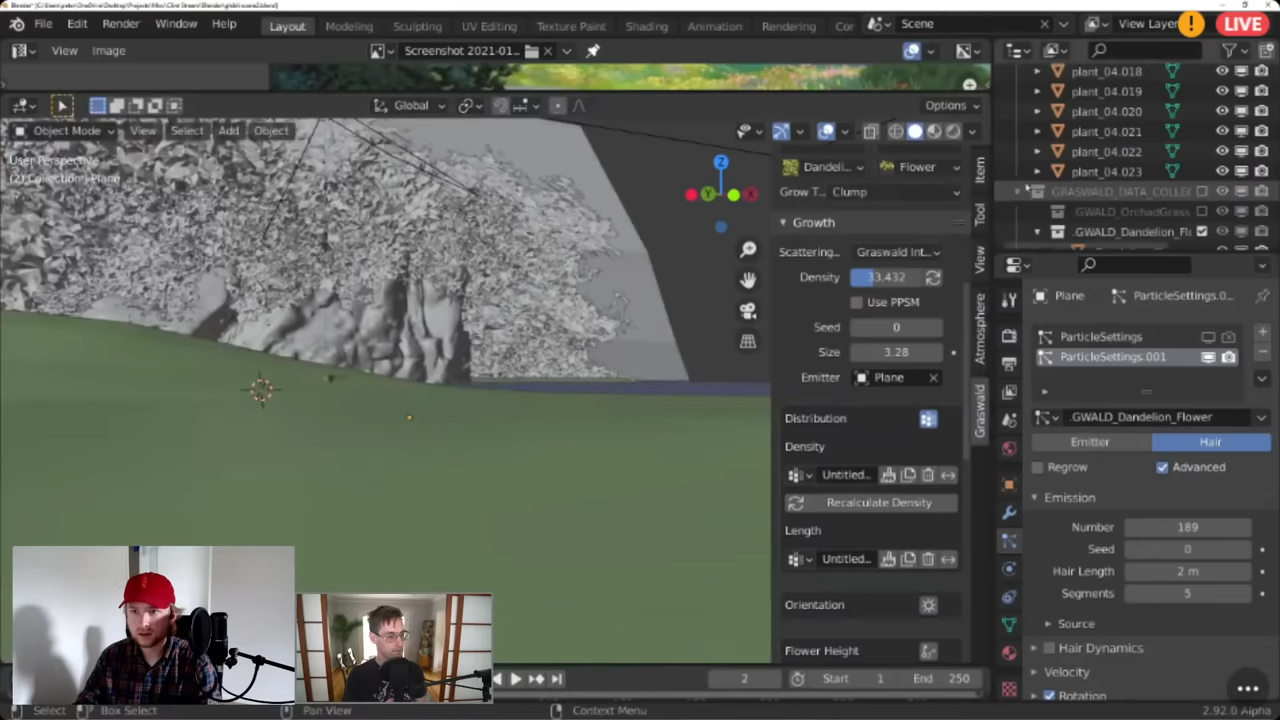 File Edit Render Window Help Layout Modeling Sculpting UV Editing Texture Paint Shading Animation Rendering Scene View Layer LIVE
View Image Screenshot 2021-01...
plant_04.018
plant_04.019
plant_04.020
plant_04.021
plant_04.022
plant_04.023
GRASWALD_DATA_COLLE
GWALD_OrchadGrass
.GWALD_Dandelion_Flo
Global Options
Object Mode View Select Add Object
User Perspective
(2) Collection | Plane
Z
Y
X
Dandeli... Flower
Grow T... Clump
Growth
Scattering... Graswald Int...
Density 33.432
Use PPSM
Seed 0
Size 3.28
Emitter Plane
Distribution
Density
Untitled...
Recalculate Density
Length
Untitled...
Orientation
Flower Height
Item
Tool
View
Atmosphere
Graswald
Plane ParticleSettings.0...
ParticleSettings
ParticleSettings.001
.GWALD_Dandelion_Flower
Emitter Hair
Regrow Advanced
Emission
Number 189
Seed 0
Hair Length 2 m
Segments 5
Source
Hair Dynamics
Velocity
Rotation
2 Start 1 End 250
Select Box Select Pan View Context Menu 2.92.0 Alpha